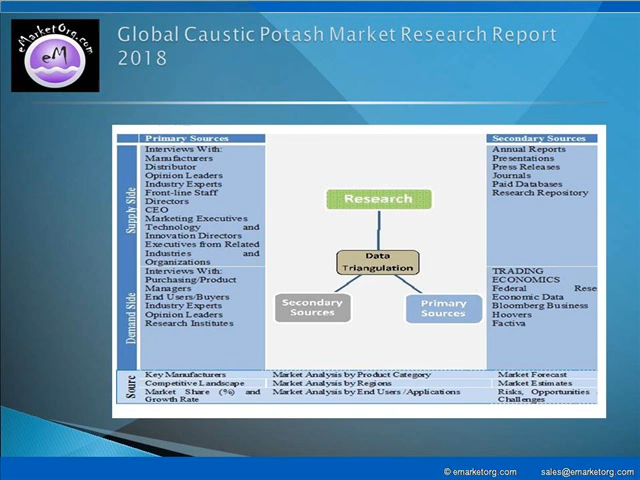 eMarketOrg.com
eM
Global Caustic Potash Market Research Report
2018
Primary Sources
Secondary Sources
Supply Side
Interviews With:
Manufacturers
Distributor
Opinion Leaders
Industry Experts
Front-line Staff
Directors
CEO
Marketing Executives
Technology and
Innovation Directors
Executives from Related
Industries and
Organizations
Annual Reports
Presentations
Press Releases
Journals
Paid Databases
Research Repository
Research
Data
Triangulation
Secondary
Sources
Primary
Sources
Demand Side
Interviews With:
Purchasing/Product
Managers
End Users/Buyers
Industry Experts
Opinion Leaders
Research Institutes
TRADING
ECONOMICS
Federal Rese
Economic Data
Bloomberg Business
Hoovers
Factiva
Sourc
Key Manufacturers
Competitive Landscape
Market Share (%) and
Growth Rate
Market Analysis by Product Category
Market Analysis by Regions
Market Analysis by End Users /Applications
Market Forecast
Market Estimates
Risks, Opportunities
Challenges
© emarketorg.com
sales@emarketorg.com